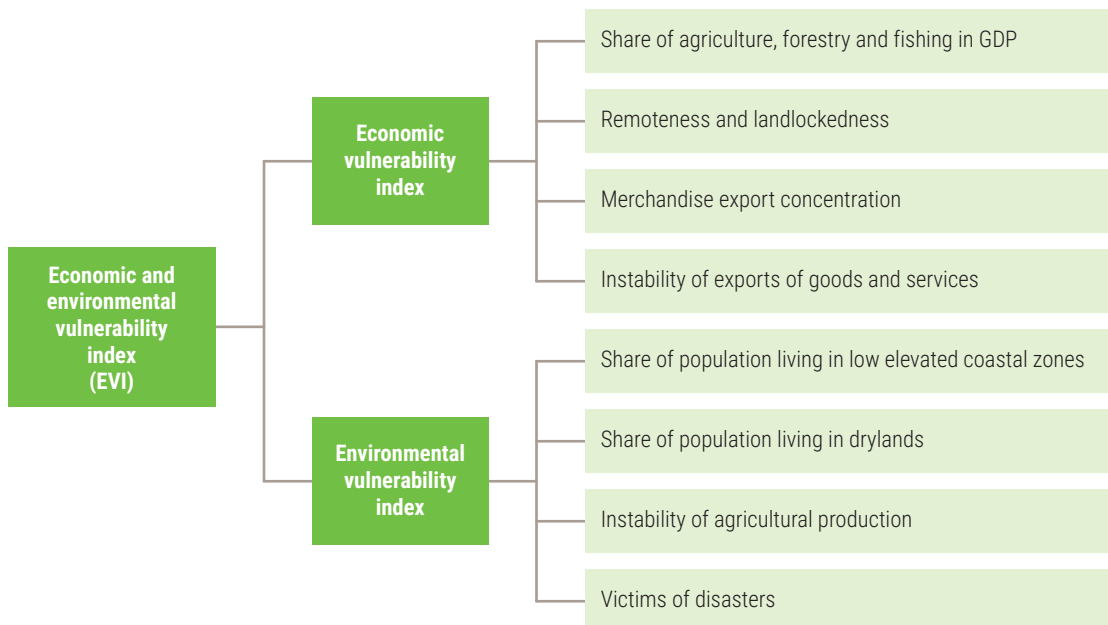 Economic and
environmental
vulnerability
index
(EVI)
Economic
vulnerability
index
Share of agriculture, forestry and fishing in GDP
Remoteness and landlockedness
Merchandise export concentration
Instability of exports of goods and services
Environmental
vulnerability
index
Share of population living in low elevated coastal zones
Share of population living in drylands
Instability of agricultural production
Victims of disasters